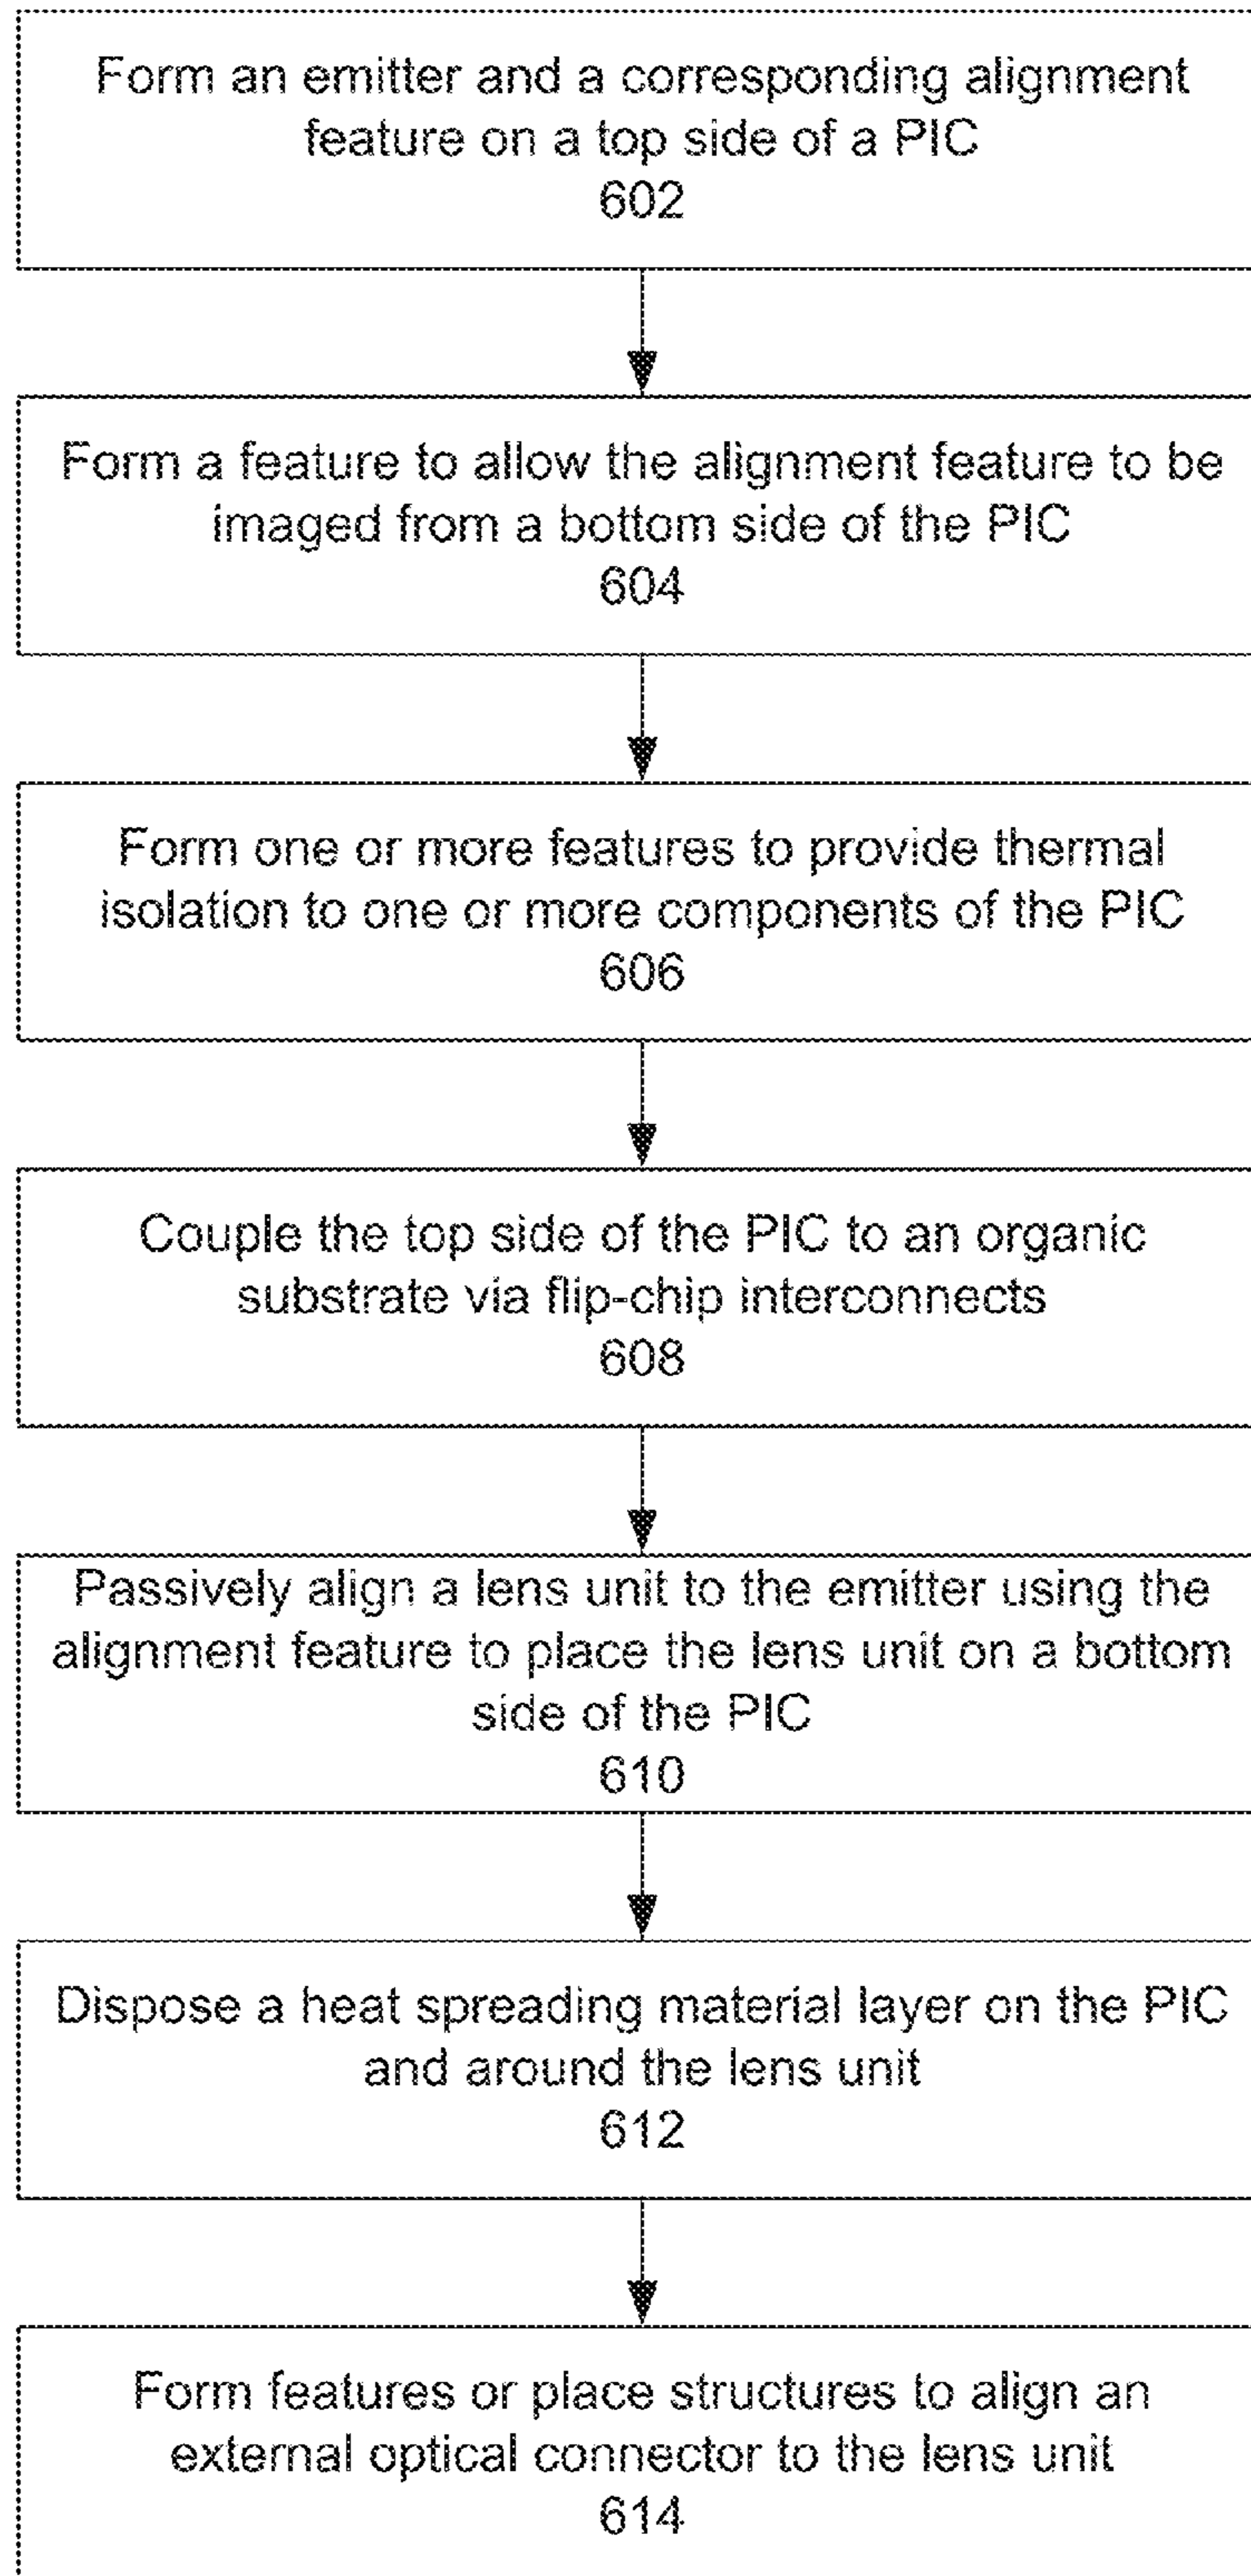 Form an emitter and a corresponding alignment
feature on a top side of a PIC
602
Form a feature to allow the alignment feature to be
imaged from a bottom side of the PIC
604
Form one or more features to provide thermal
isolation to one or more components of the PIC
606
Couple the top side of the PIC to an organic
substrate via flip-chip interconnects
608
Passively align a lens unit to the emitter using the
alignment feature to place the lens unit on a bottom
side of the PIC
610
Dispose a heat spreading material layer on the PIC
and around the lens unit
612
Form features or place structures to align an
external optical connector to the lens unit
614